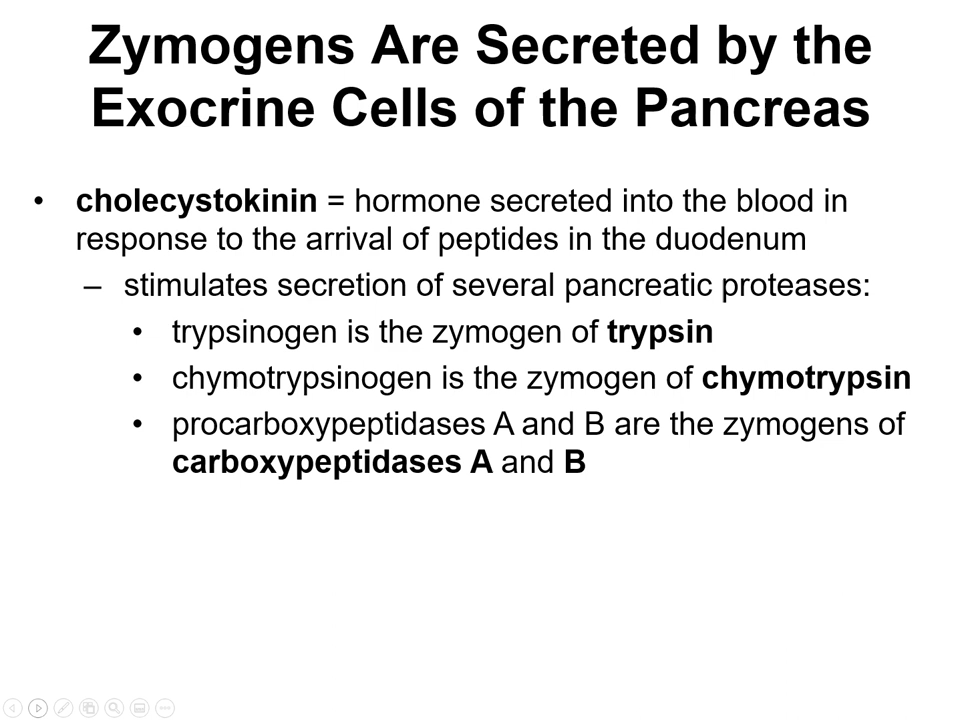 Zymogens Are Secreted by the
Exocrine Cells of the Pancreas
• cholecystokinin = hormone secreted into the blood in
response to the arrival of peptides in the duodenum
– stimulates secretion of several pancreatic proteases:
• trypsinogen is the zymogen of trypsin
• chymotrypsinogen is the zymogen of chymotrypsin
• procarboxypeptidases A and B are the zymogens of
carboxypeptidases A and B